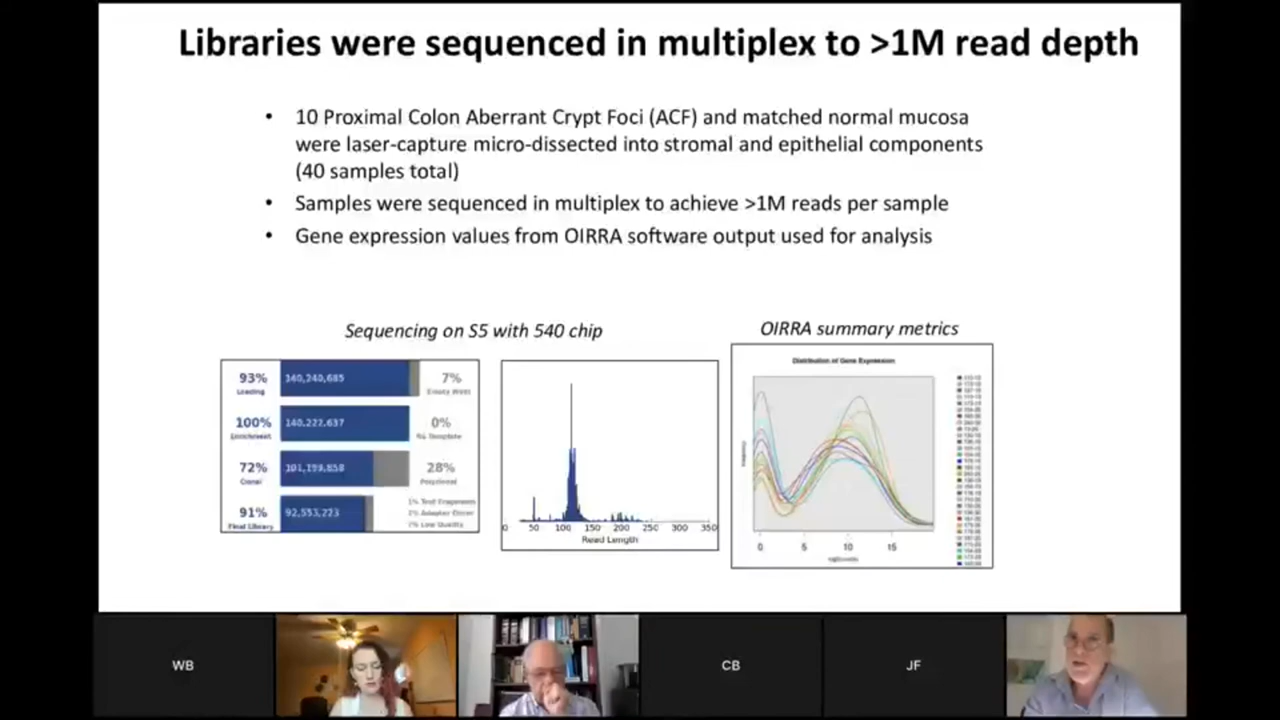 Libraries were sequenced in multiplex to >1M read depth
• 10 Proximal Colon Aberrant Crypt Foci (ACF) and matched normal mucosa
were laser-capture micro-dissected into stromal and epithelial components
(40 samples total)
• Samples were sequenced in multiplex to achieve >1M reads per sample
• Gene expression values from OIRRA software output used for analysis
Sequencing on S5 with 540 chip
OIRRA summary metrics
93% 140,240,685 7%
Loading Empty Wells
100% 140,222,637 0%
Enrichment No Template
72% 28%
Clonal Polyclonal
91% 92,553,223
Final Library
1% Test Fragments
2% Adapter Dimer
7% Low Quality
0 50 100 150 200 250 300 350
Read Length
Distribution of Gene Expression
0 5 10 15
WB
CB
JF